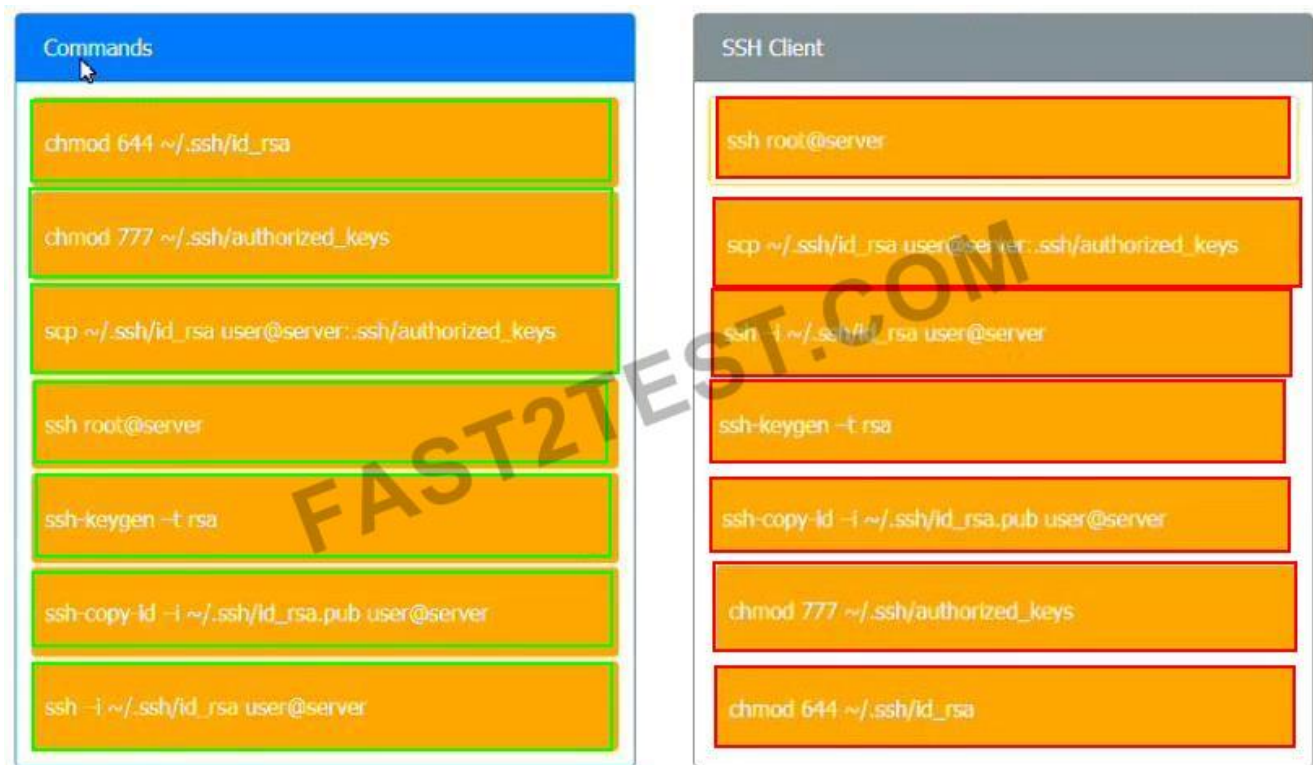 Commands
chmod 644 ~/.ssh/id_rsa
chmod 777 ~/.ssh/authorized_keys
scp ~/.ssh/id_rsa user@server:.ssh/authorized_keys
ssh root@server
ssh-keygen –t rsa
ssh-copy-id –i ~/.ssh/id_rsa.pub user@server
ssh –i ~/.ssh/id_rsa user@server
SSH Client
ssh root@server
scp ~/.ssh/id_rsa user@server:.ssh/authorized_keys
ssh –i ~/.ssh/id_rsa user@server
ssh-keygen –t rsa
ssh-copy-id –i ~/.ssh/id_rsa.pub user@server
chmod 777 ~/.ssh/authorized_keys
chmod 644 ~/.ssh/id_rsa
FAST2TEST.COM